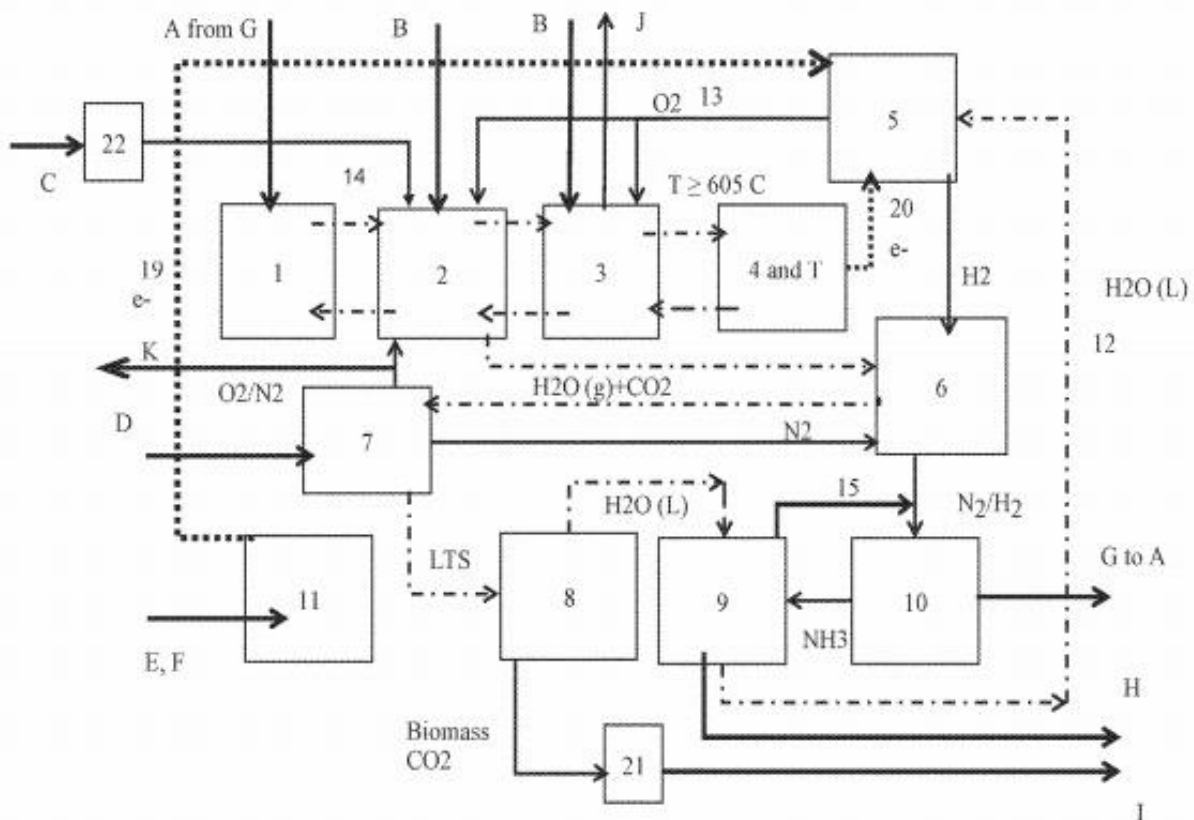 A from G
B
B
J
O2
13
5
22
C
14
T ≥ 605 C
20
e-
1
2
3
4 and T
19
e-
H2
H2O (L)
12
K
O2/N2
H2O (g)+CO2
6
D
7
N2
15
H2O (L)
N2/H2
LTS
G to A
11
8
9
10
NH3
E, F
H
Biomass
CO2
21
I